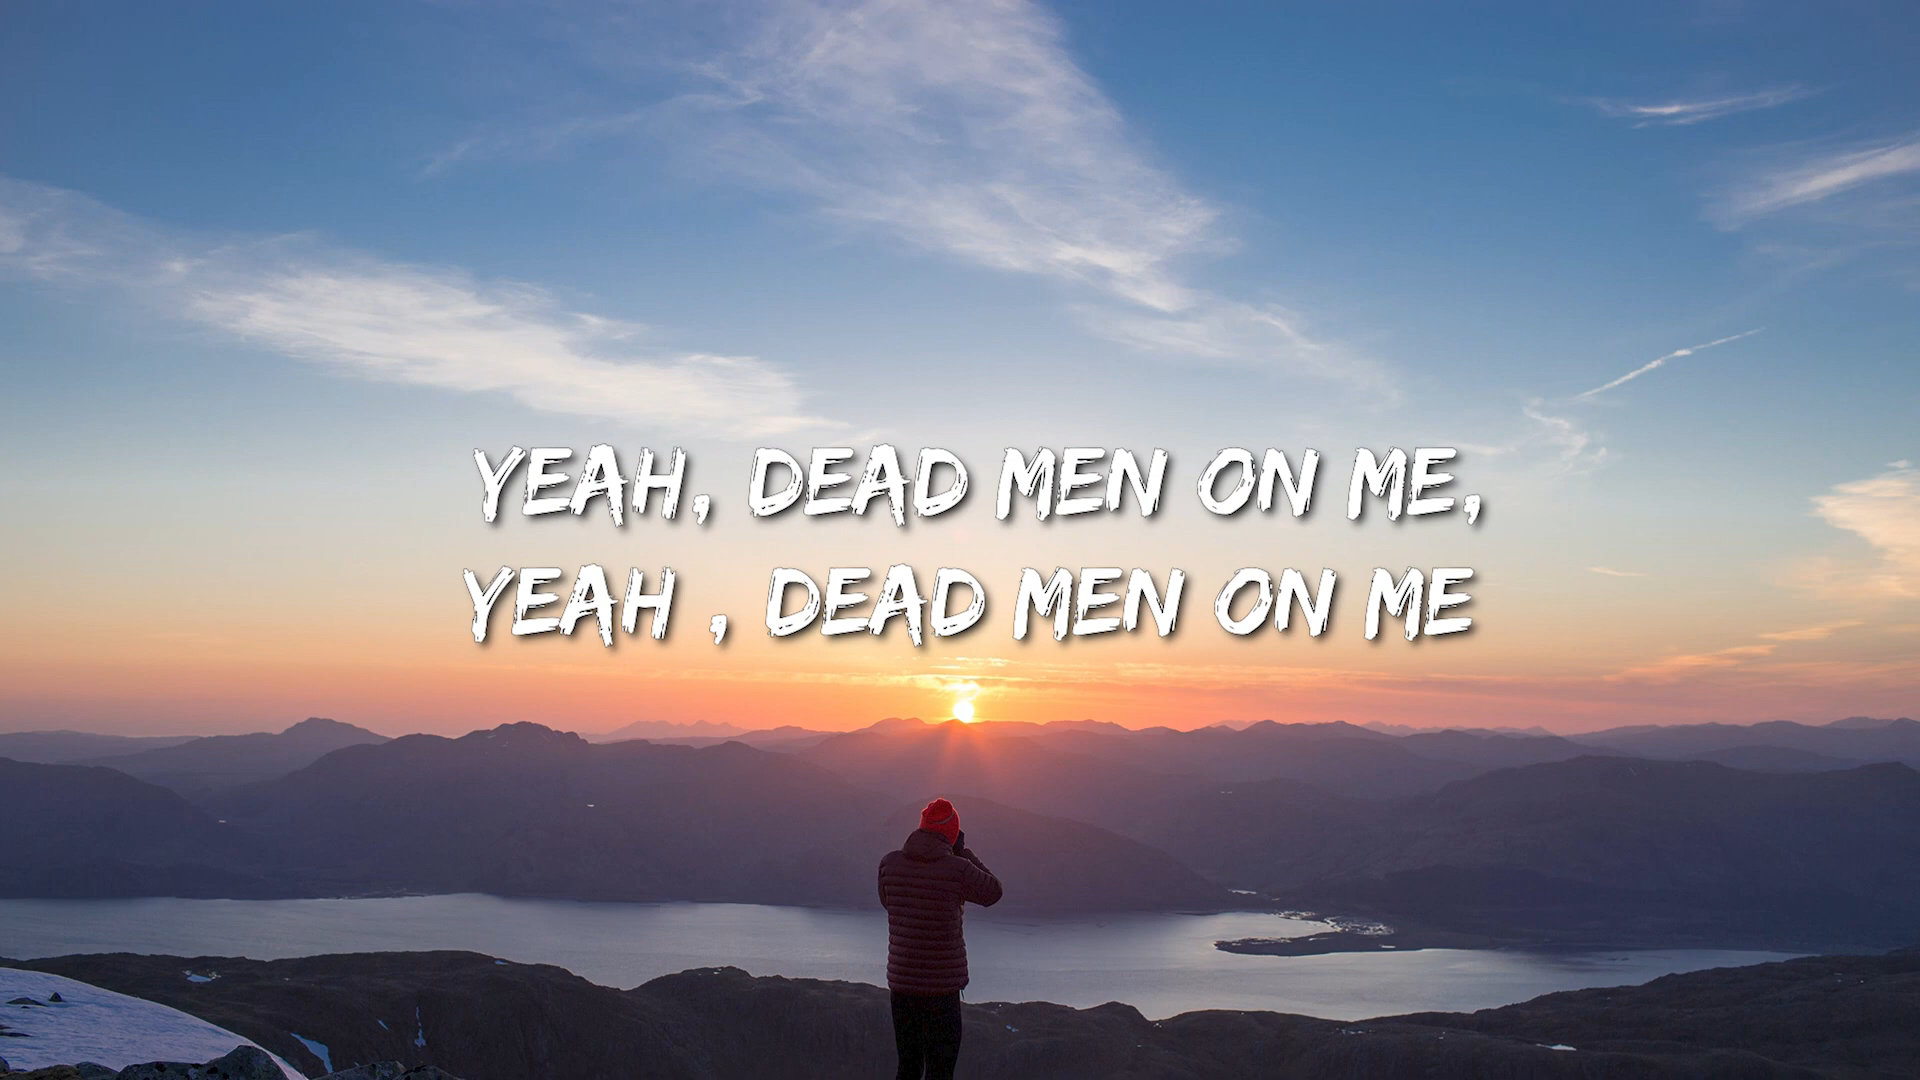 YEAH, DEAD MEN ON ME,
YEAH , DEAD MEN ON ME